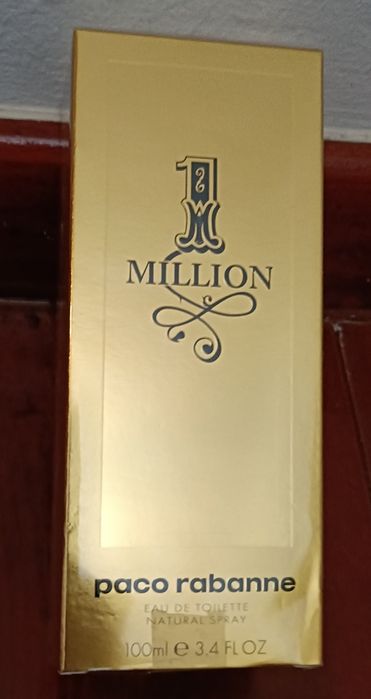 1
MILLION
paco rabanne
EAU DE TOILETTE
NATURAL SPRAY
100ml e 3.4 FL OZ